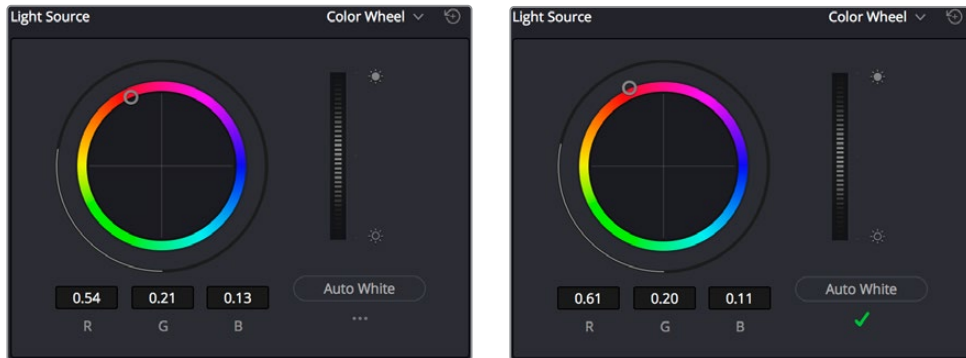 Light Source Color Wheel
Auto White
0.54 0.21 0.13
...
R G B
Light Source Color Wheel
Auto White
0.61 0.20 0.11
R G B